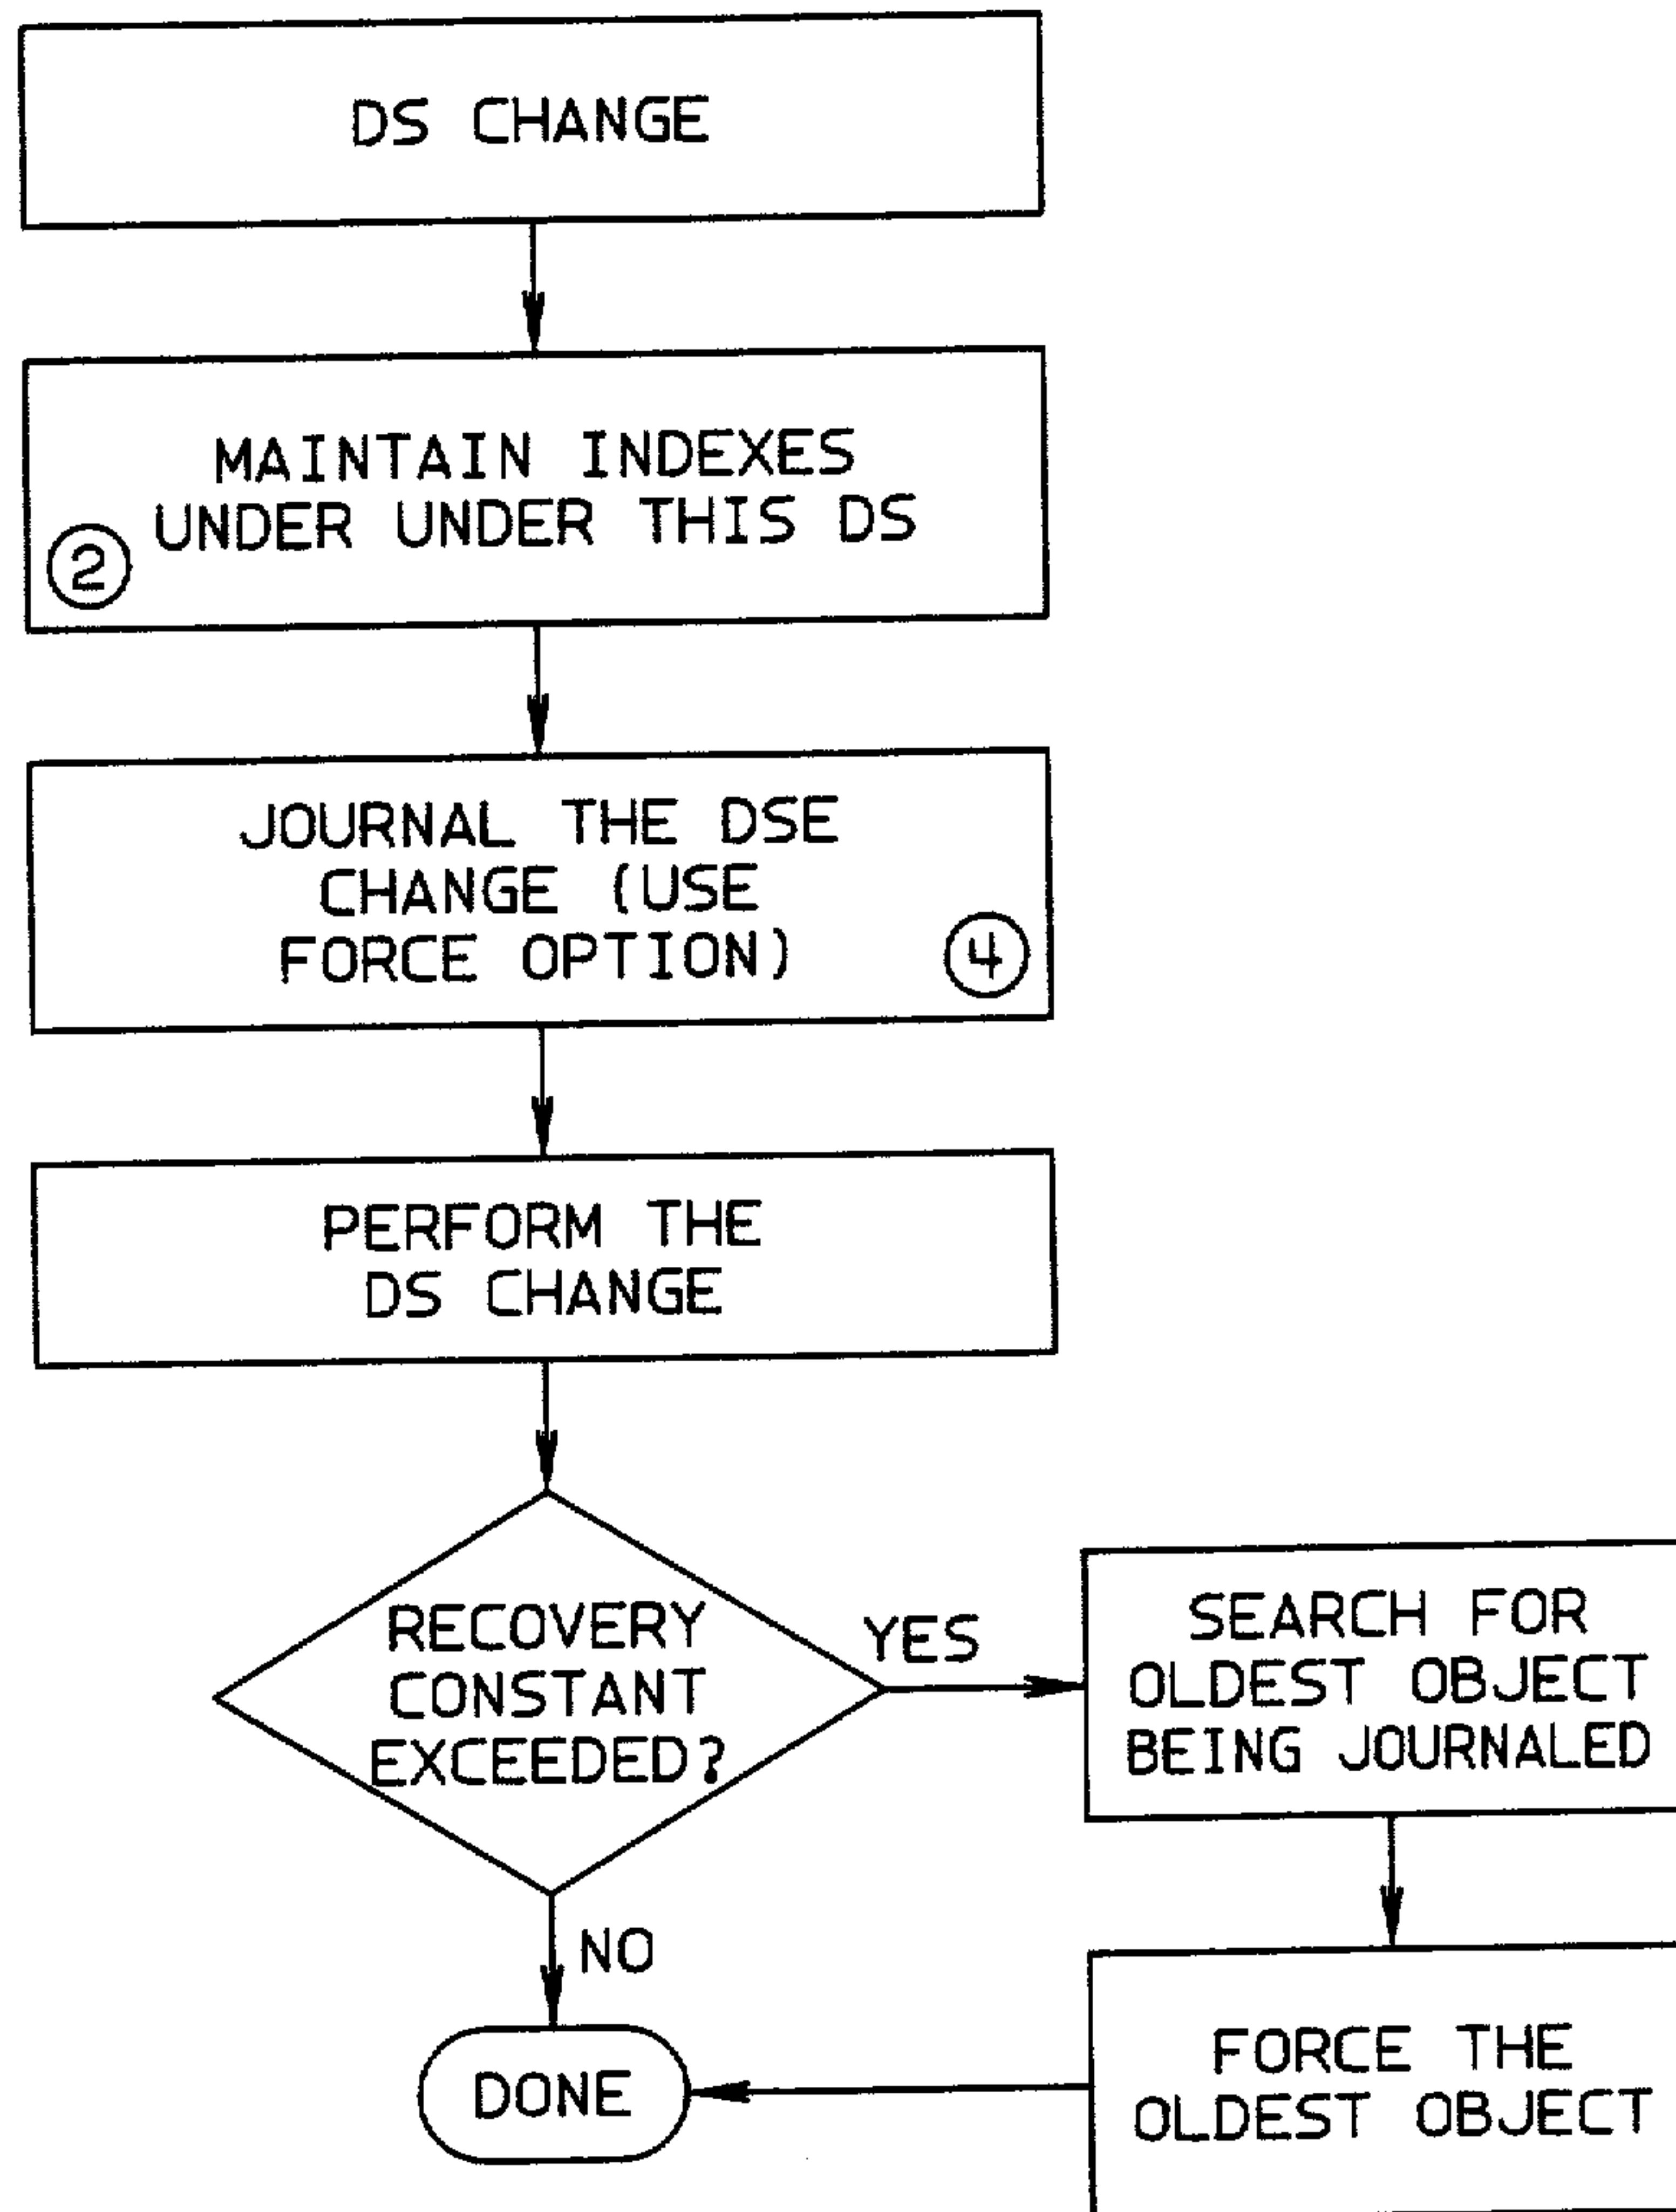 DS CHANGE
MAINTAIN INDEXES
UNDER UNDER THIS DS
2
JOURNAL THE DSE
CHANGE (USE
FORCE OPTION)
4
PERFORM THE
DS CHANGE
RECOVERY
CONSTANT
EXCEEDED?
YES
SEARCH FOR
OLDEST OBJECT
BEING JOURNALED
NO
FORCE THE
OLDEST OBJECT
DONE